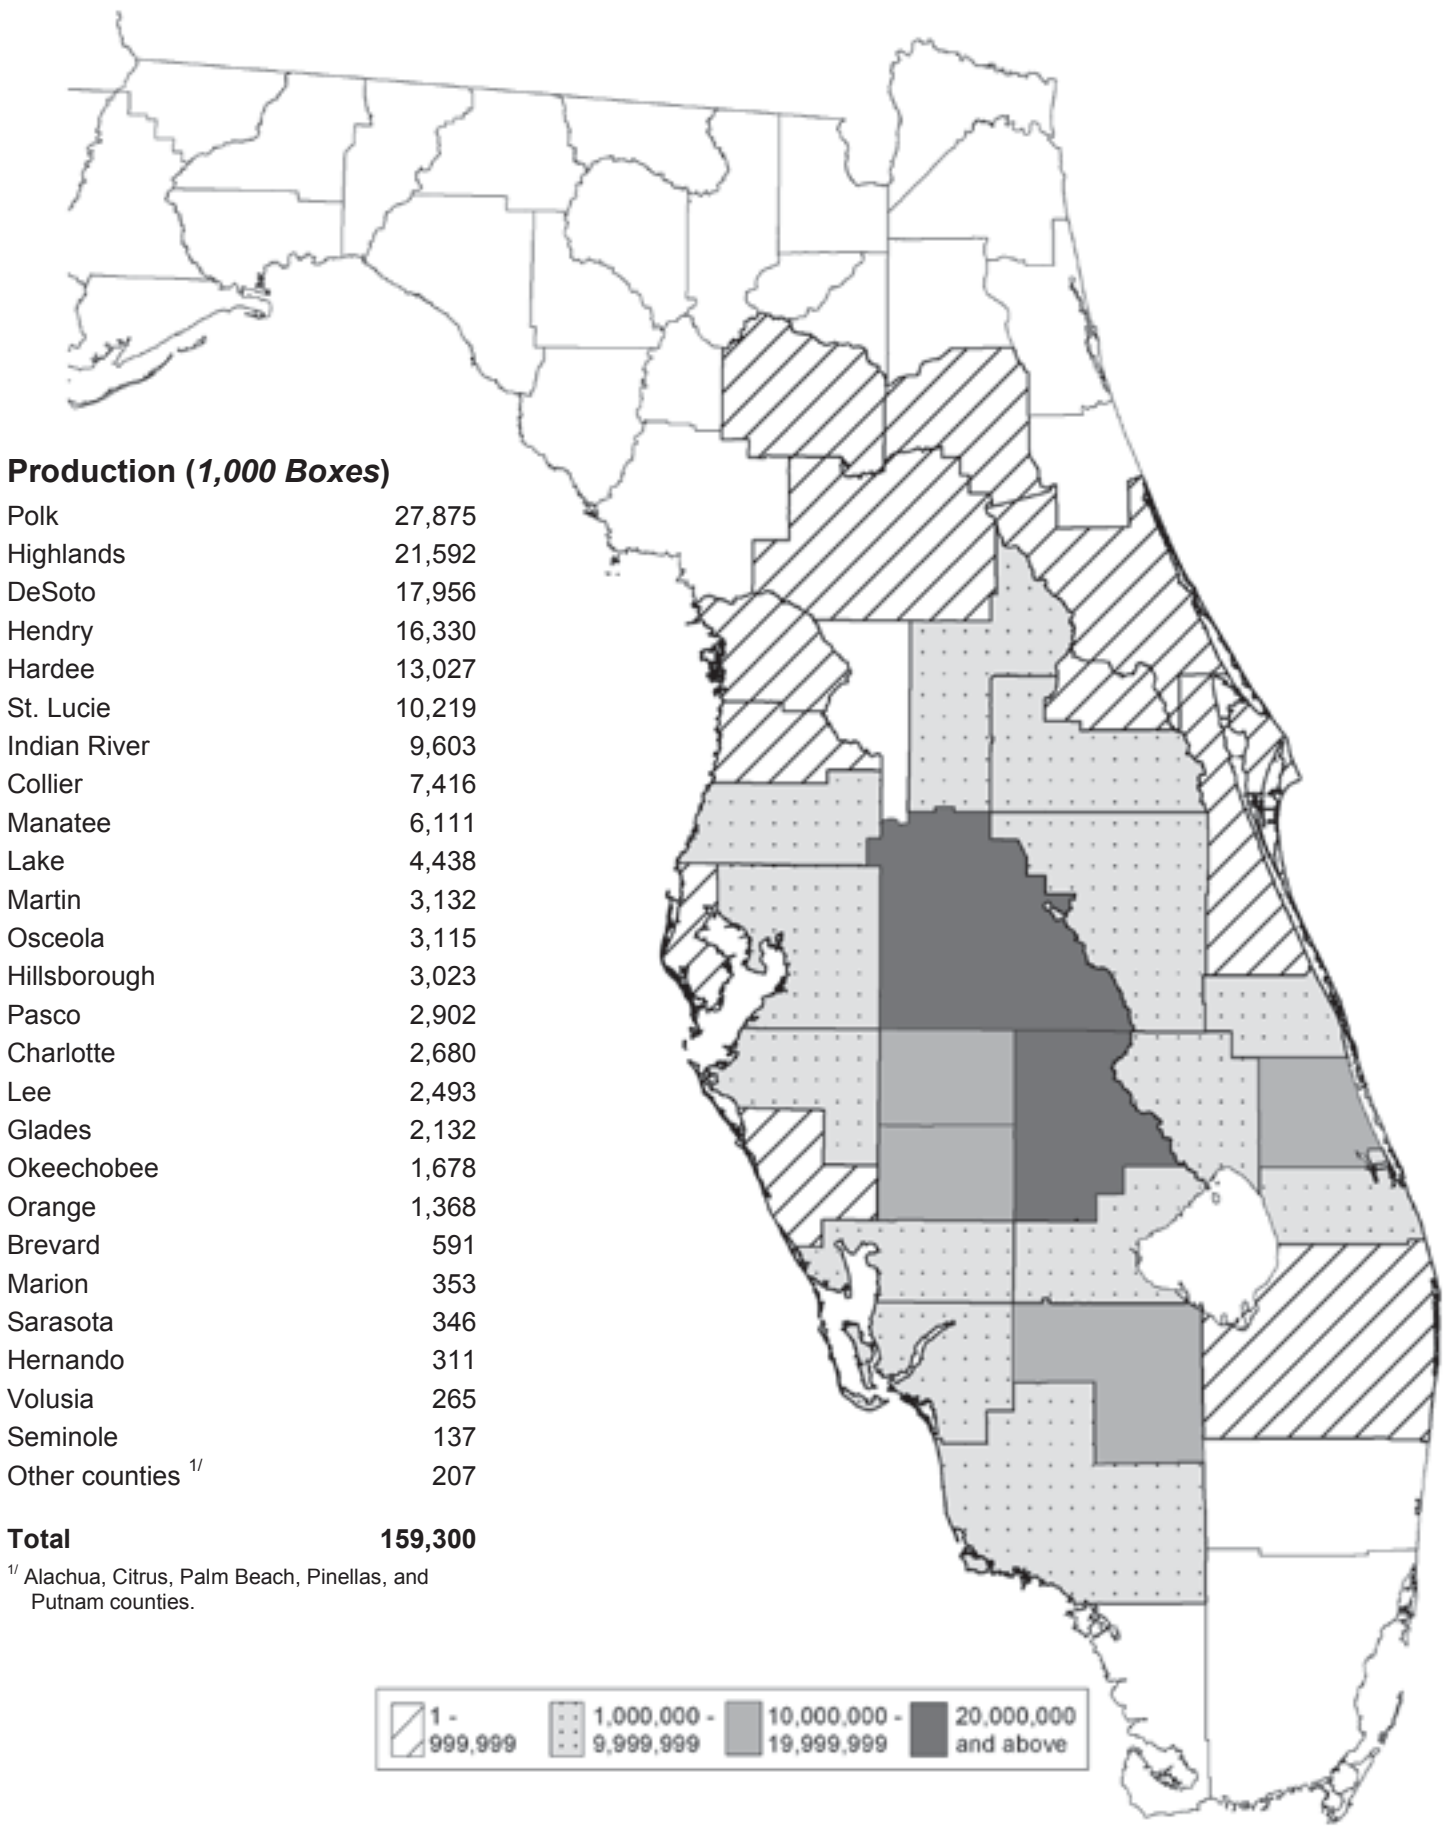 Production (1,000 Boxes)
Polk 27,875
Highlands 21,592
DeSoto 17,956
Hendry 16,330
Hardee 13,027
St. Lucie 10,219
Indian River 9,603
Collier 7,416
Manatee 6,111
Lake 4,438
Martin 3,132
Osceola 3,115
Hillsborough 3,023
Pasco 2,902
Charlotte 2,680
Lee 2,493
Glades 2,132
Okeechobee 1,678
Orange 1,368
Brevard 591
Marion 353
Sarasota 346
Hernando 311
Volusia 265
Seminole 137
Other counties 1/ 207
Total 159,300
1/ Alachua, Citrus, Palm Beach, Pinellas, and
Putnam counties.
1 - 1,000,000 - 10,000,000 - 20,000,000
999,999 9,999,999 19,999,999 and above